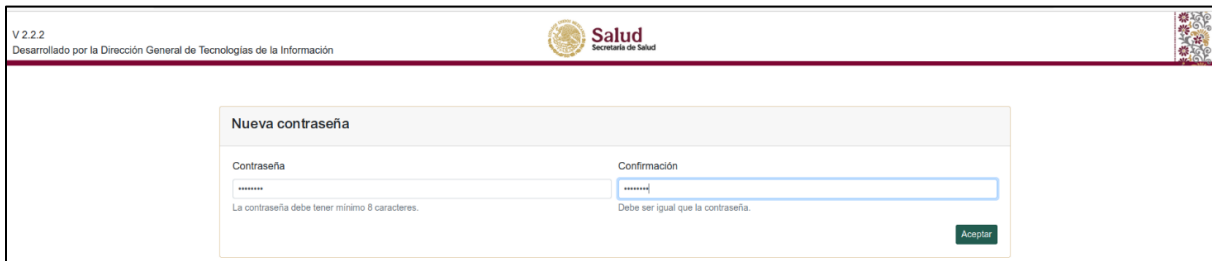 V 2.2.2
Desarrollado por la Dirección General de Tecnologías de la Información
Salud
Secretaría de Salud
Nueva contraseña
Contraseña
Confirmación
••••••••
••••••••
La contraseña debe tener mínimo 8 caracteres.
Debe ser igual que la contraseña.
Aceptar